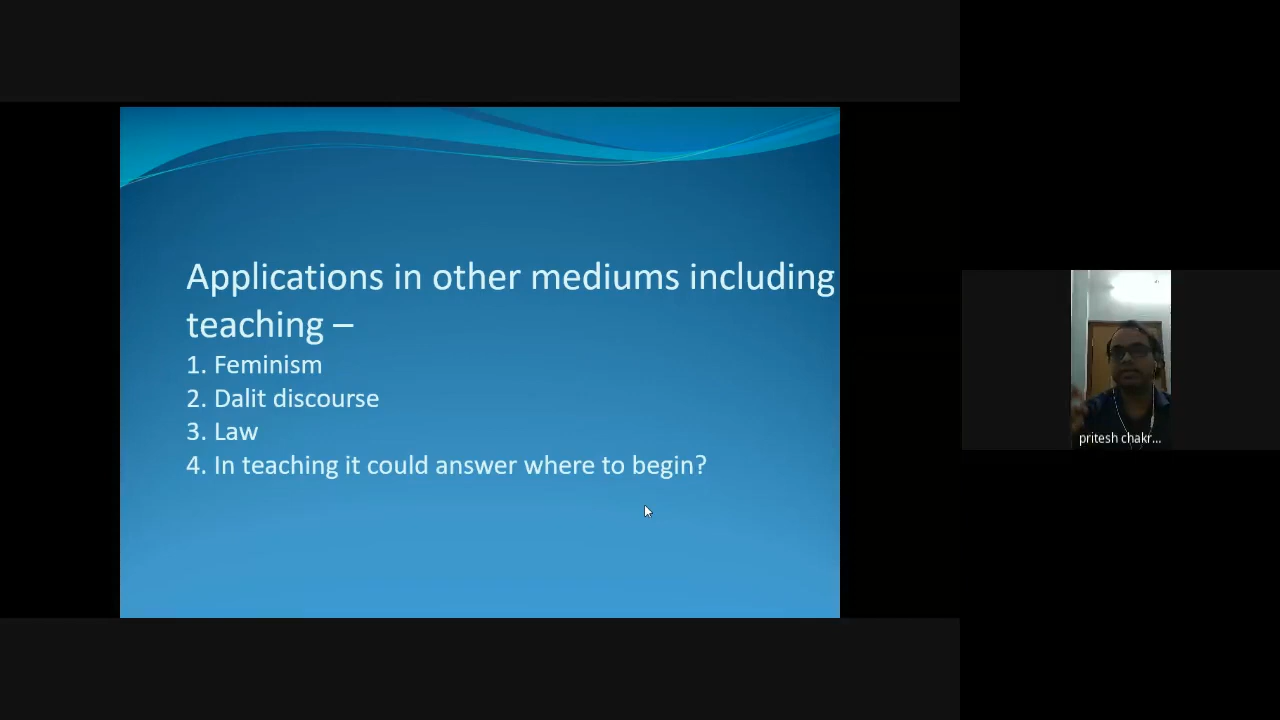 Applications in other mediums including
teaching –
1. Feminism
2. Dalit discourse
3. Law
4. In teaching it could answer where to begin?
pritesh chakr...